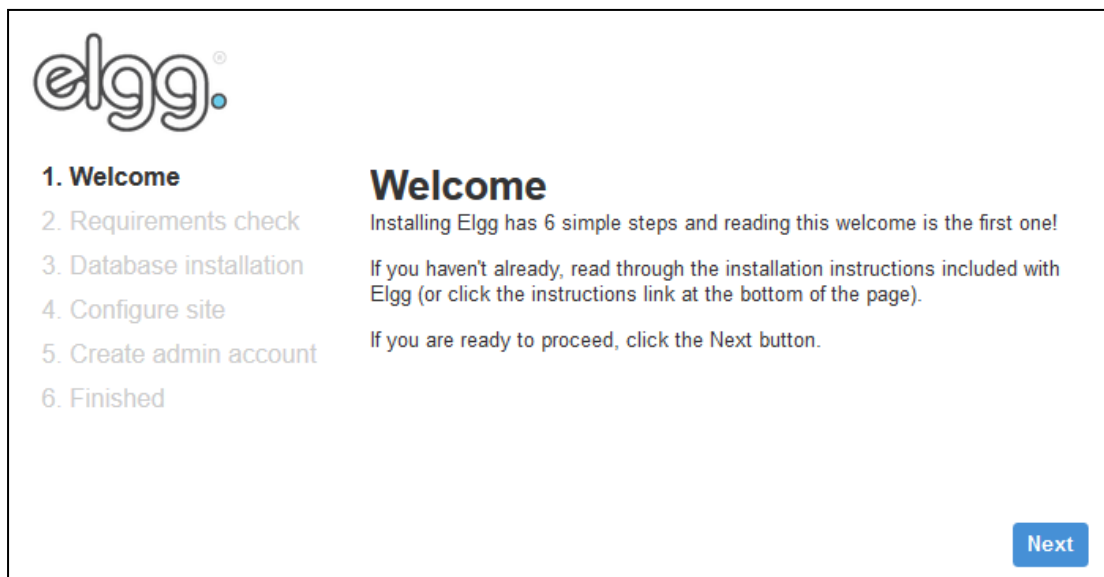 elgg.®
1. Welcome
2. Requirements check
3. Database installation
4. Configure site
5. Create admin account
6. Finished
Welcome
Installing Elgg has 6 simple steps and reading this welcome is the first one!
If you haven't already, read through the installation instructions included with
Elgg (or click the instructions link at the bottom of the page).
If you are ready to proceed, click the Next button.
Next